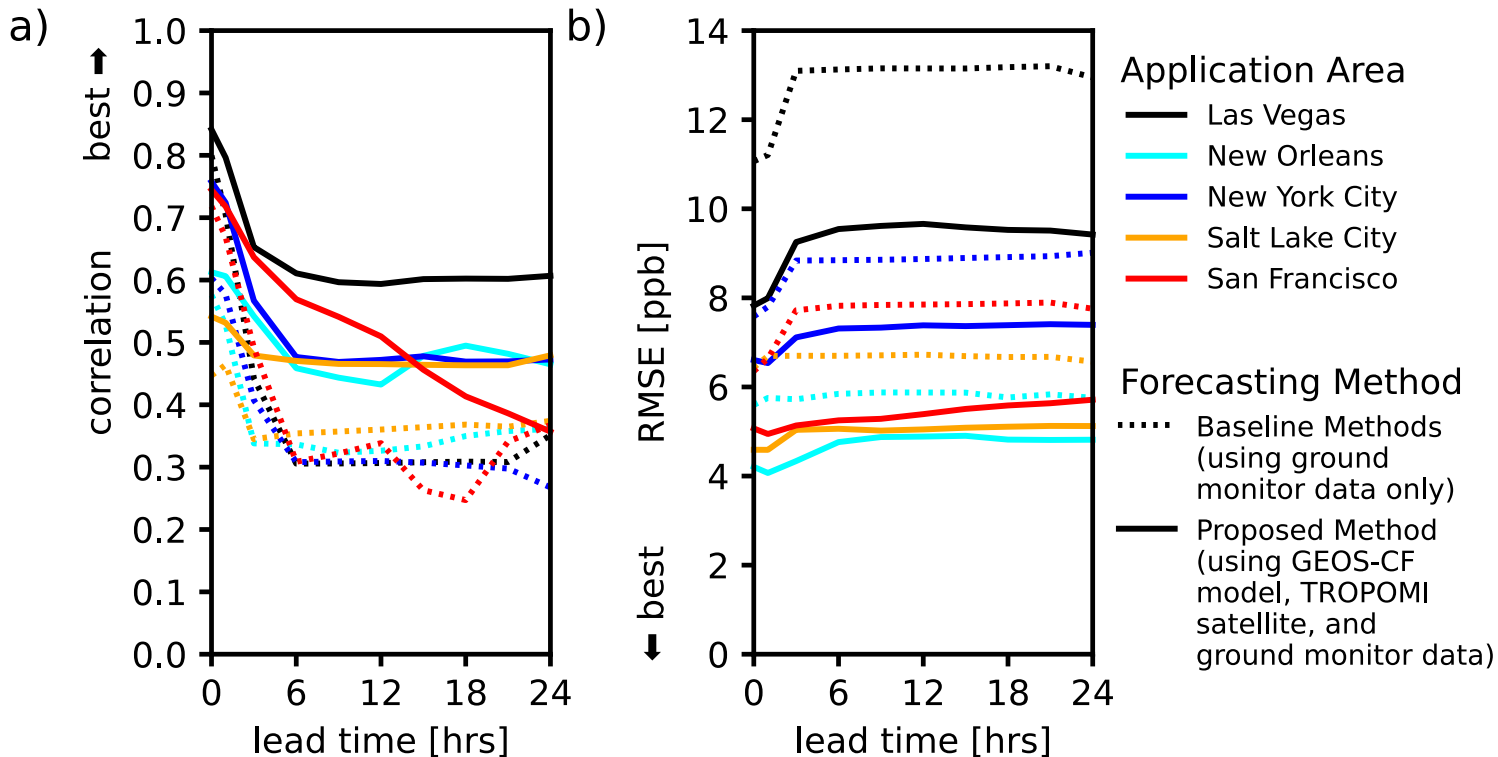 a)
best ➡
correlation
1.0
0.9
0.8
0.7
0.6
0.5
0.4
0.3
0.2
0.1
0.0
0 6 12 18 24
lead time [hrs]
b)
RMSE [ppb]
⬅ best
14
12
10
8
6
4
2
0
0 6 12 18 24
lead time [hrs]
Application Area
Las Vegas
New Orleans
New York City
Salt Lake City
San Francisco
Forecasting Method
Baseline Methods
(using ground
monitor data only)
Proposed Method
(using GEOS-CF
model, TROPOMI
satellite, and
ground monitor data)